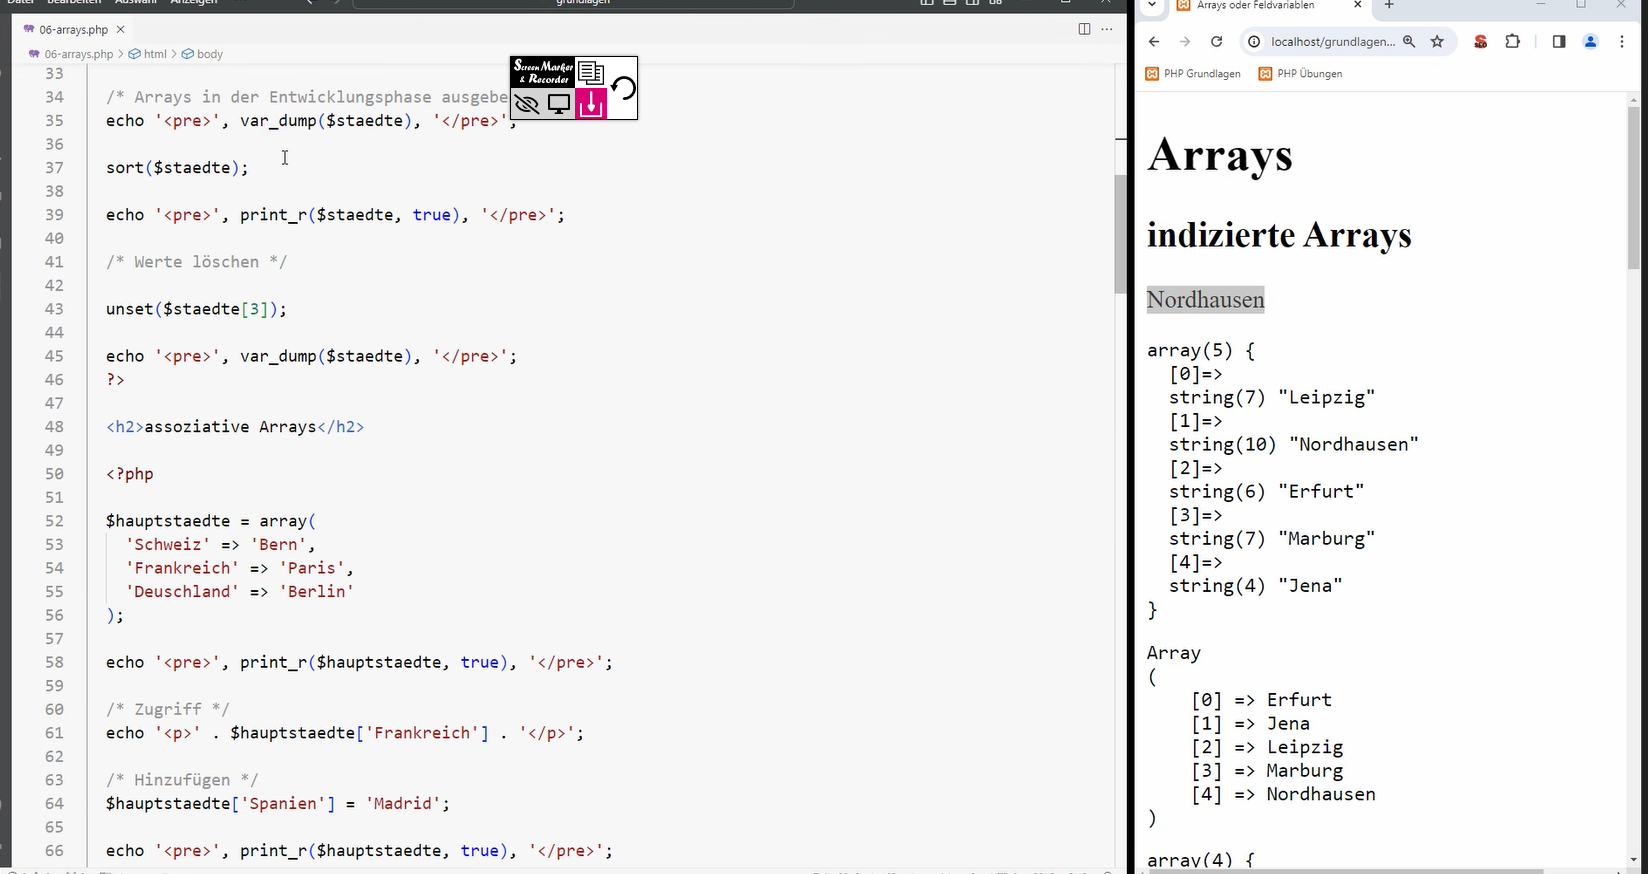 Datei Bearbeiten Auswahl Anzeigen
grundlagen
06-arrays.php
06-arrays.php > html > body
Screen Marker
& Recorder
33
34 /* Arrays in der Entwicklungsphase ausgebe
35 echo '<pre>', var_dump($staedte), '</pre>';
36
37 sort($staedte);
38
39 echo '<pre>', print_r($staedte, true), '</pre>';
40
41 /* Werte löschen */
42
43 unset($staedte[3]);
44
45 echo '<pre>', var_dump($staedte), '</pre>';
46 ?>
47
48 <h2>assoziative Arrays</h2>
49
50 <?php
51
52 $hauptstaedte = array(
53 'Schweiz' => 'Bern',
54 'Frankreich' => 'Paris',
55 'Deuschland' => 'Berlin'
56 );
57
58 echo '<pre>', print_r($hauptstaedte, true), '</pre>';
59
60 /* Zugriff */
61 echo '<p>' . $hauptstaedte['Frankreich'] . '</p>';
62
63 /* Hinzufügen */
64 $hauptstaedte['Spanien'] = 'Madrid';
65
66 echo '<pre>', print_r($hauptstaedte, true), '</pre>';
Arrays oder Feldvariablen
localhost/grundlagen...
PHP Grundlagen PHP Übungen
Arrays
indizierte Arrays
Nordhausen
array(5) {
[0]=>
string(7) "Leipzig"
[1]=>
string(10) "Nordhausen"
[2]=>
string(6) "Erfurt"
[3]=>
string(7) "Marburg"
[4]=>
string(4) "Jena"
}
Array
(
[0] => Erfurt
[1] => Jena
[2] => Leipzig
[3] => Marburg
[4] => Nordhausen
)
array(4) {